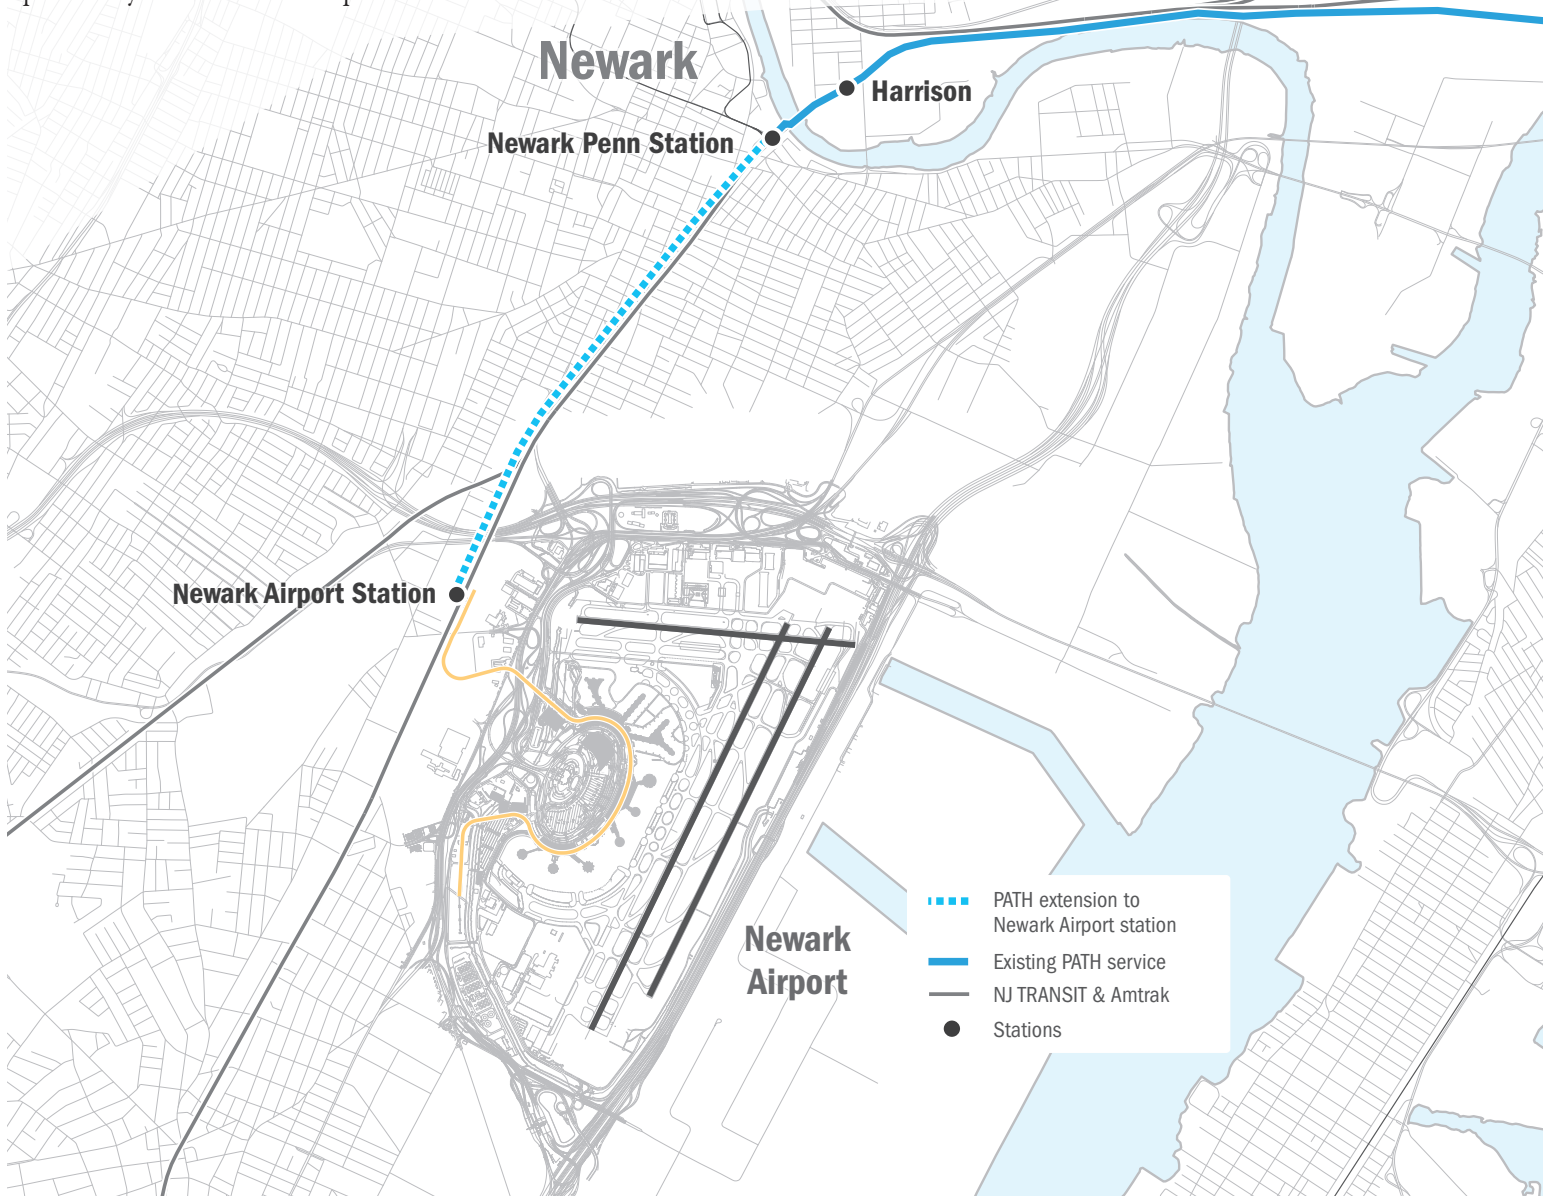 Newark
Harrison
Newark Penn Station
Newark Airport Station
Newark
Airport
PATH extension to
Newark Airport station
Existing PATH service
NJ TRANSIT & Amtrak
Stations